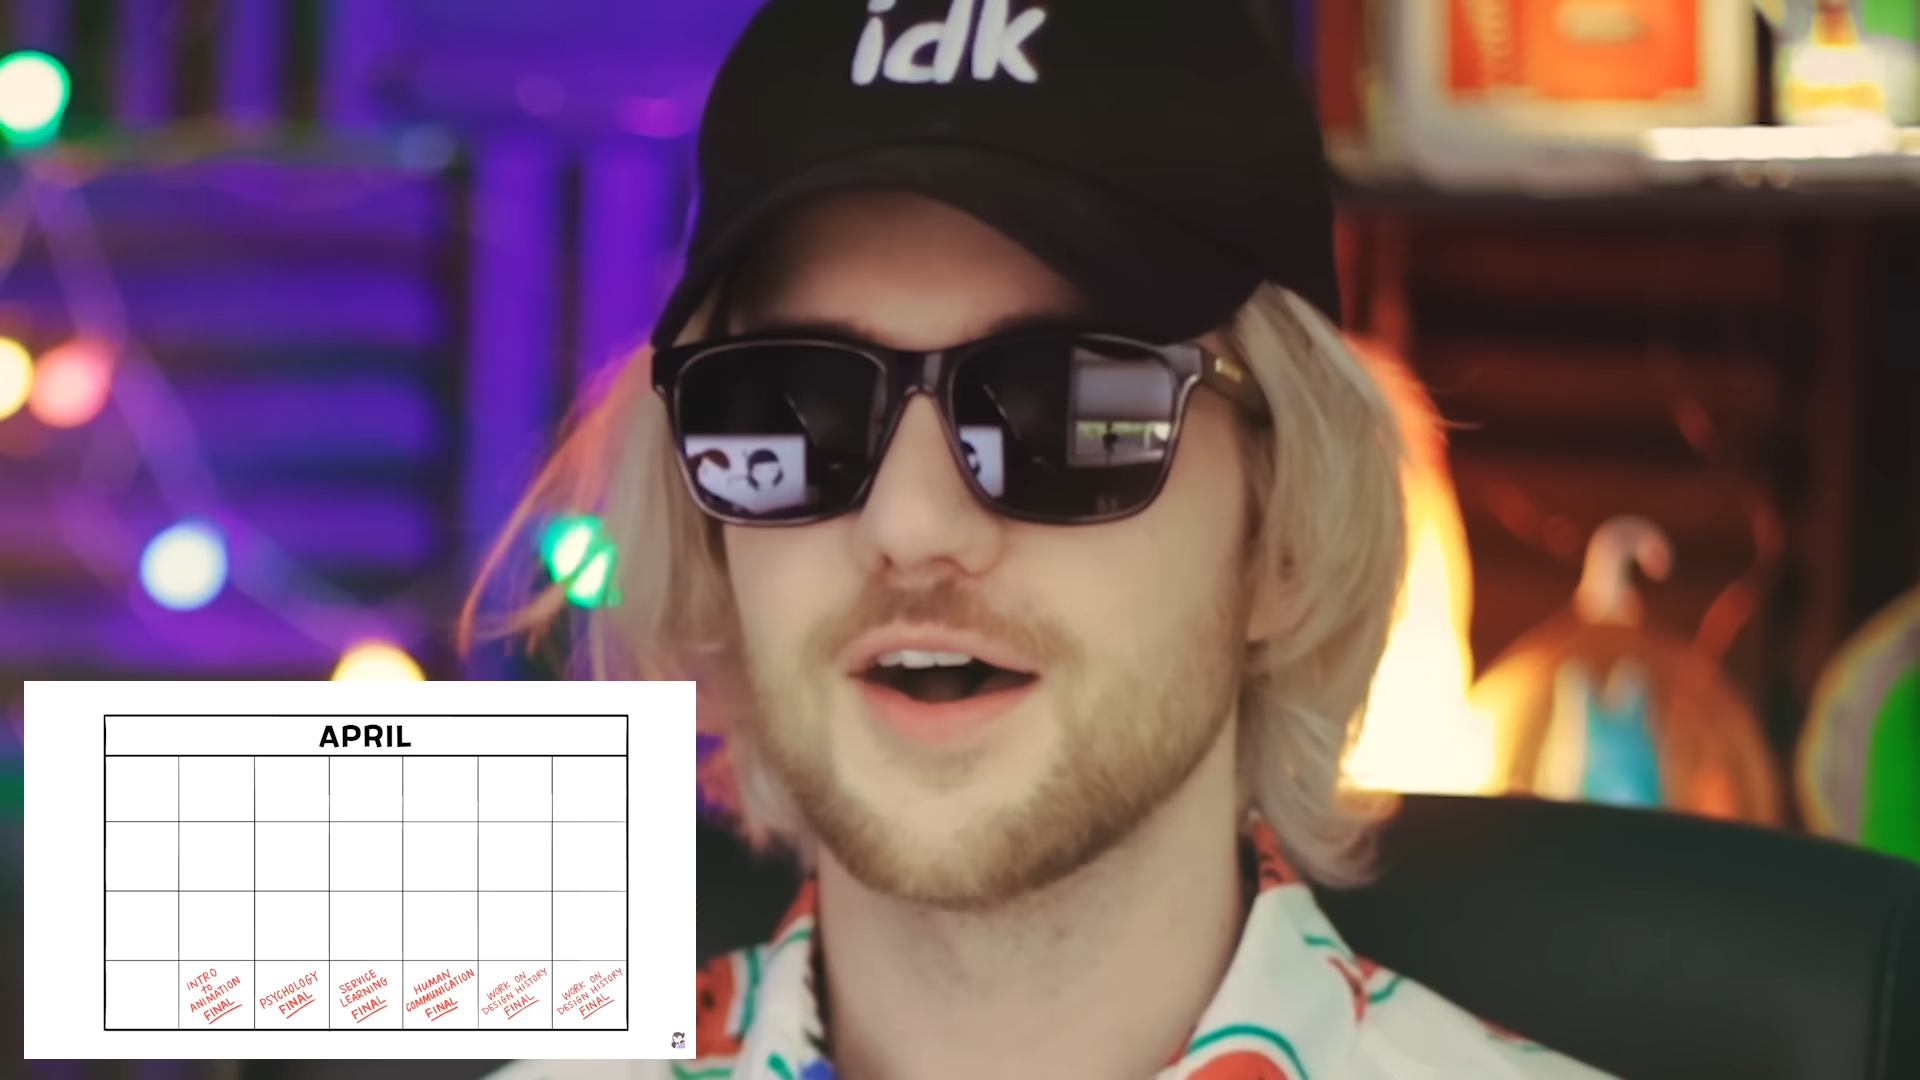 idk
APRIL
INTRO
to
ANIMATION
FINAL
PSYCHOLOGY
FINAL
SERVICE
LEARNING
FINAL
HUMAN
COMMUNICATION
FINAL
WORK ON
DESIGN HISTORY
FINAL
WORK ON
DESIGN HISTORY
FINAL